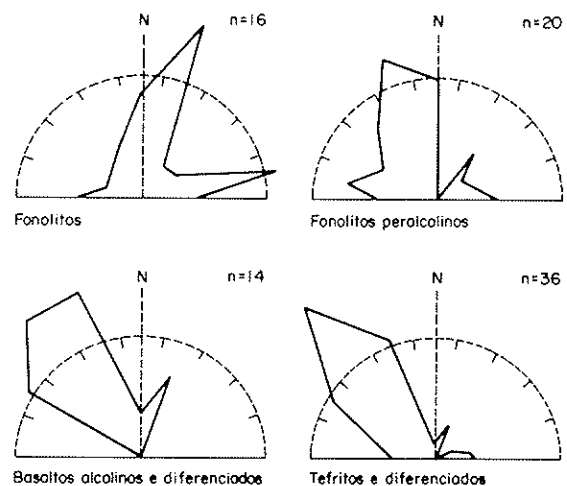 N n=16
Fonolitos
N n=20
Fonolitos peralcalinos
N n=14
Basaltos alcalinos e diferenciados
N n=36
Tefritos e diferenciados